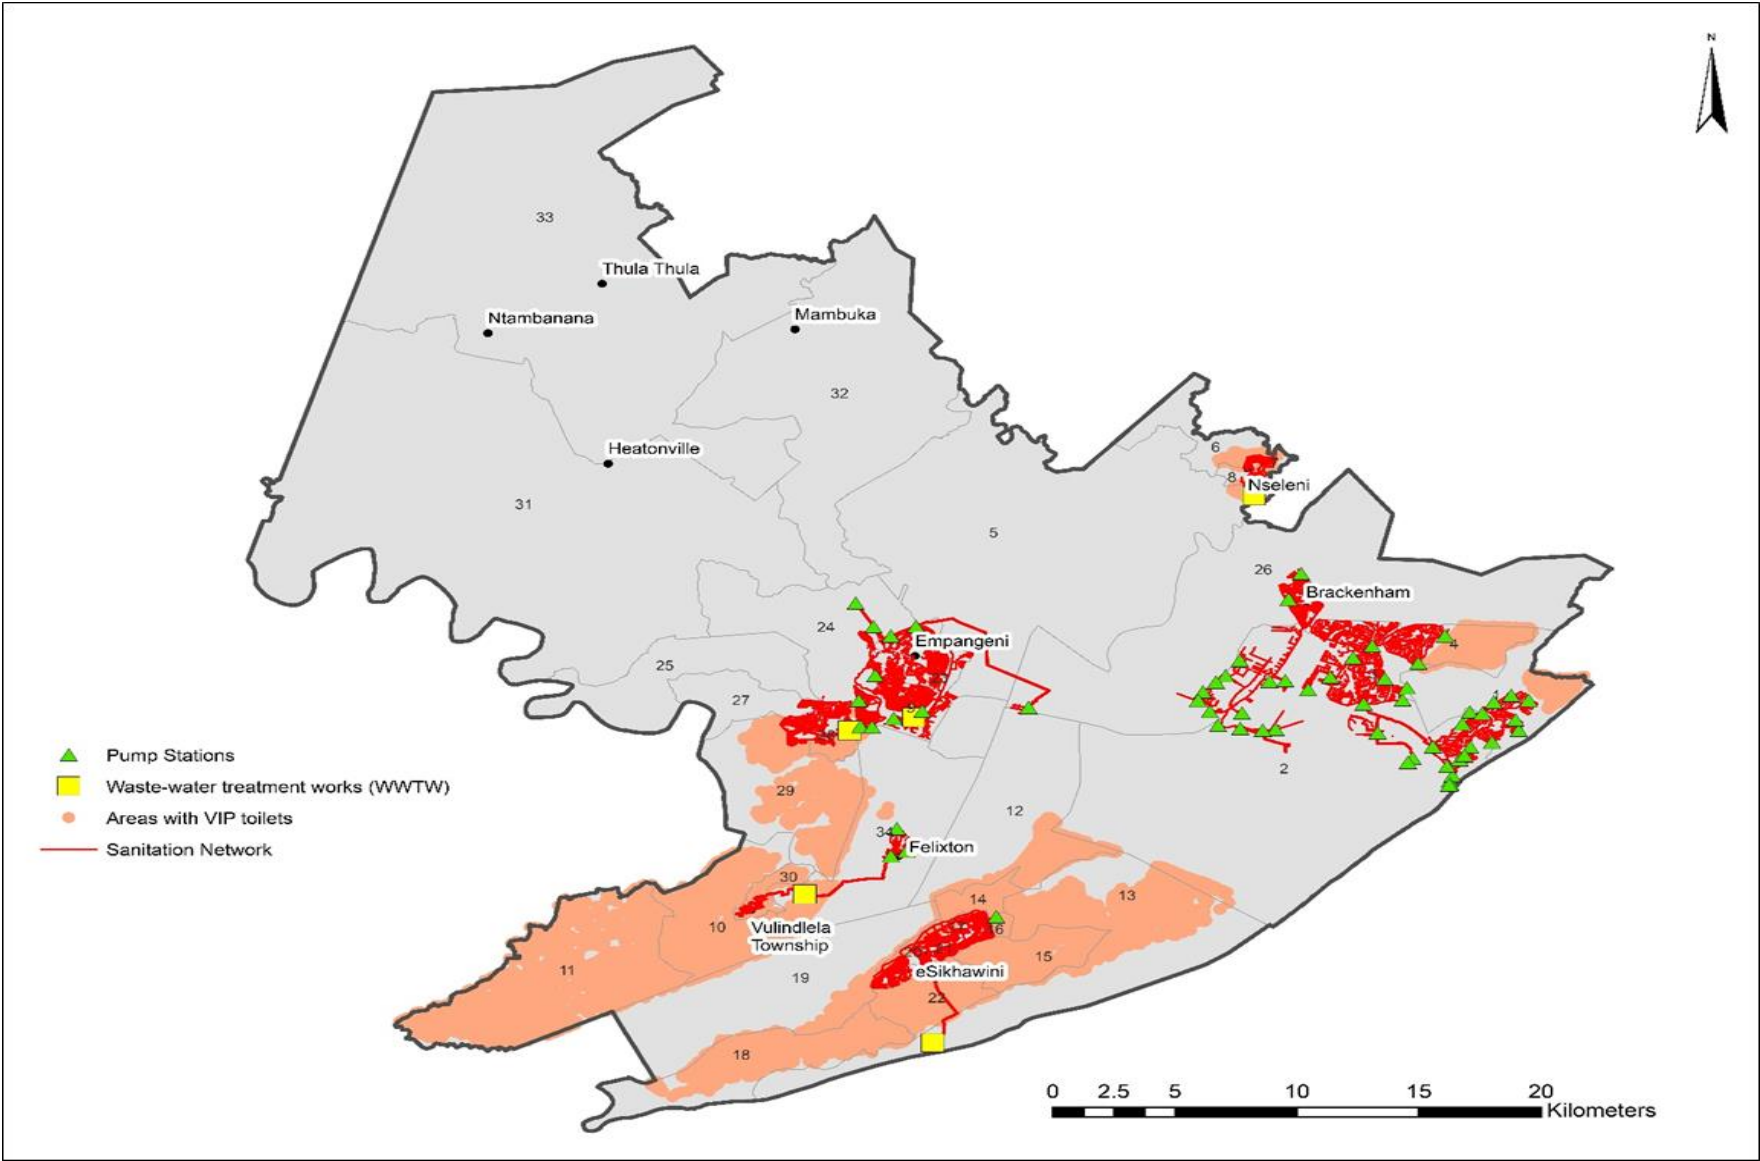 N
33
Thula Thula
Ntambanana
Mambuka
32
6
Heatonville
8
Nseleni
31
5
26
Brackenham
24
Empangeni
4
25
27
1
Pump Stations
2
Waste-water treatment works (WWTW)
29
12
Areas with VIP toilets
34
Sanitation Network
Felixton
30
14
13
10
Vulindlela
Township
16
15
11
19
eSikhawini
22
18
0 2.5 5 10 15 20
Kilometers